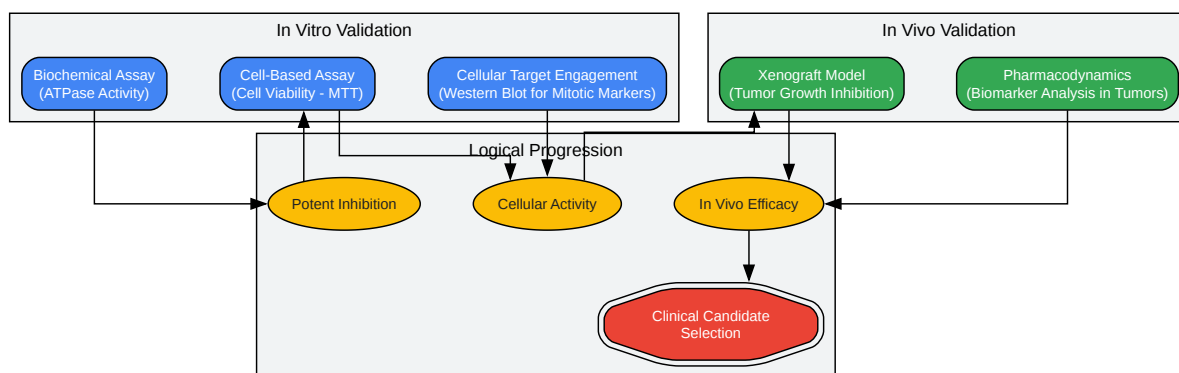 In Vitro Validation
In Vivo Validation
Biochemical Assay
(ATPase Activity)
Cell-Based Assay
(Cell Viability - MTT)
Cellular Target Engagement
(Western Blot for Mitotic Markers)
Xenograft Model
(Tumor Growth Inhibition)
Pharmacodynamics
(Biomarker Analysis in Tumors)
Logical Progression
Potent Inhibition
Cellular Activity
In Vivo Efficacy
Clinical Candidate
Selection